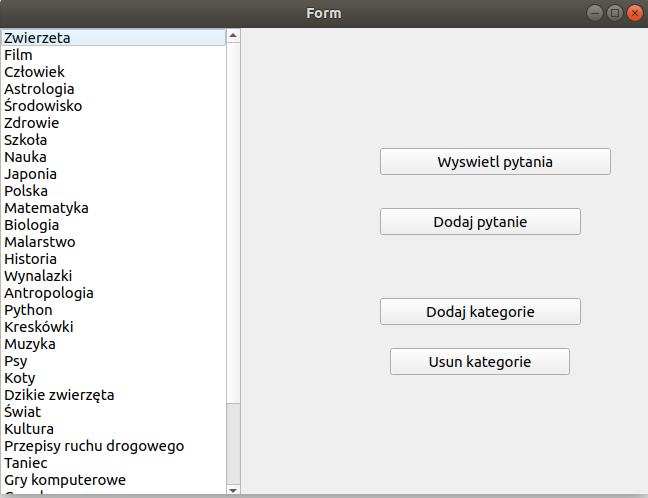 Form
Zwierzeta
Film
Człowiek
Astrologia
Środowisko
Zdrowie
Szkoła
Nauka
Japonia
Polska
Matematyka
Biologia
Malarstwo
Historia
Wynalazki
Antropologia
Python
Kreskówki
Muzyka
Psy
Koty
Dzikie zwierzęta
Świat
Kultura
Przepisy ruchu drogowego
Taniec
Gry komputerowe
Wyswietl pytania
Dodaj pytanie
Dodaj kategorie
Usun kategorie